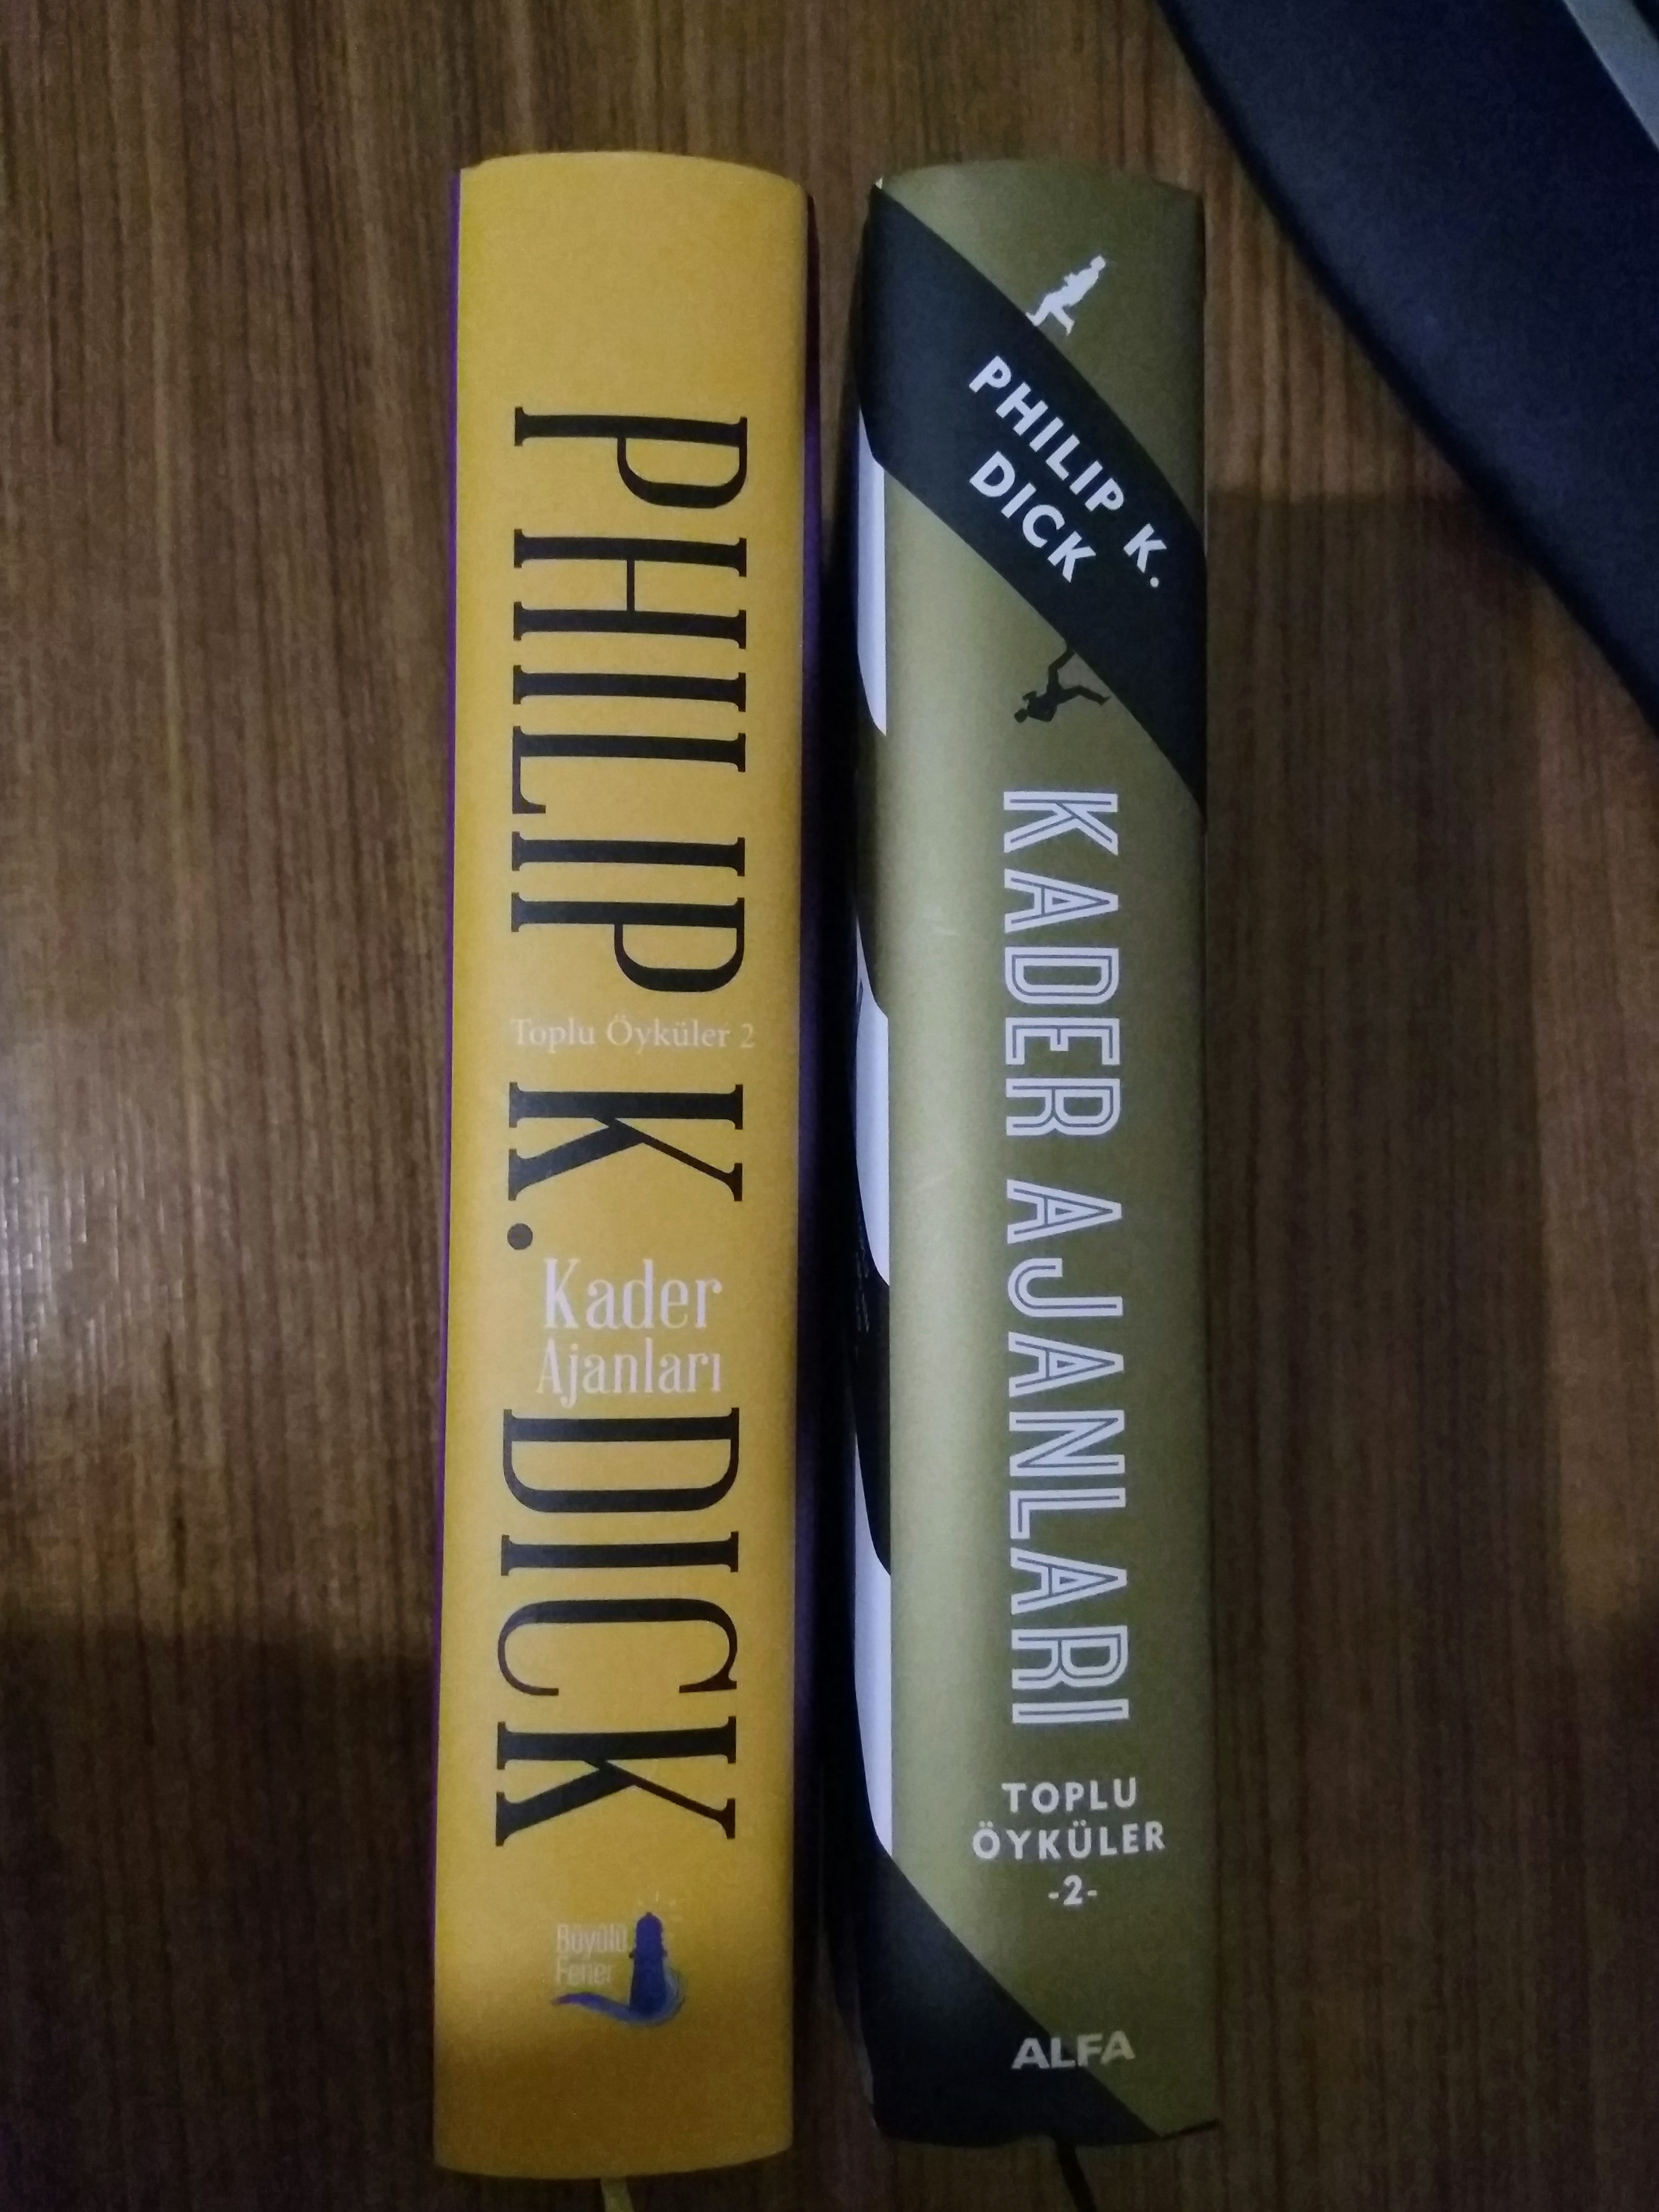 PHILIP K. DICK
Toplu Öyküler 2
Kader
Ajanları
Büyülü
Fener
PHILIP K.
DICK
KADER AJANLARI
TOPLU
ÖYKÜLER
-2-
ALFA